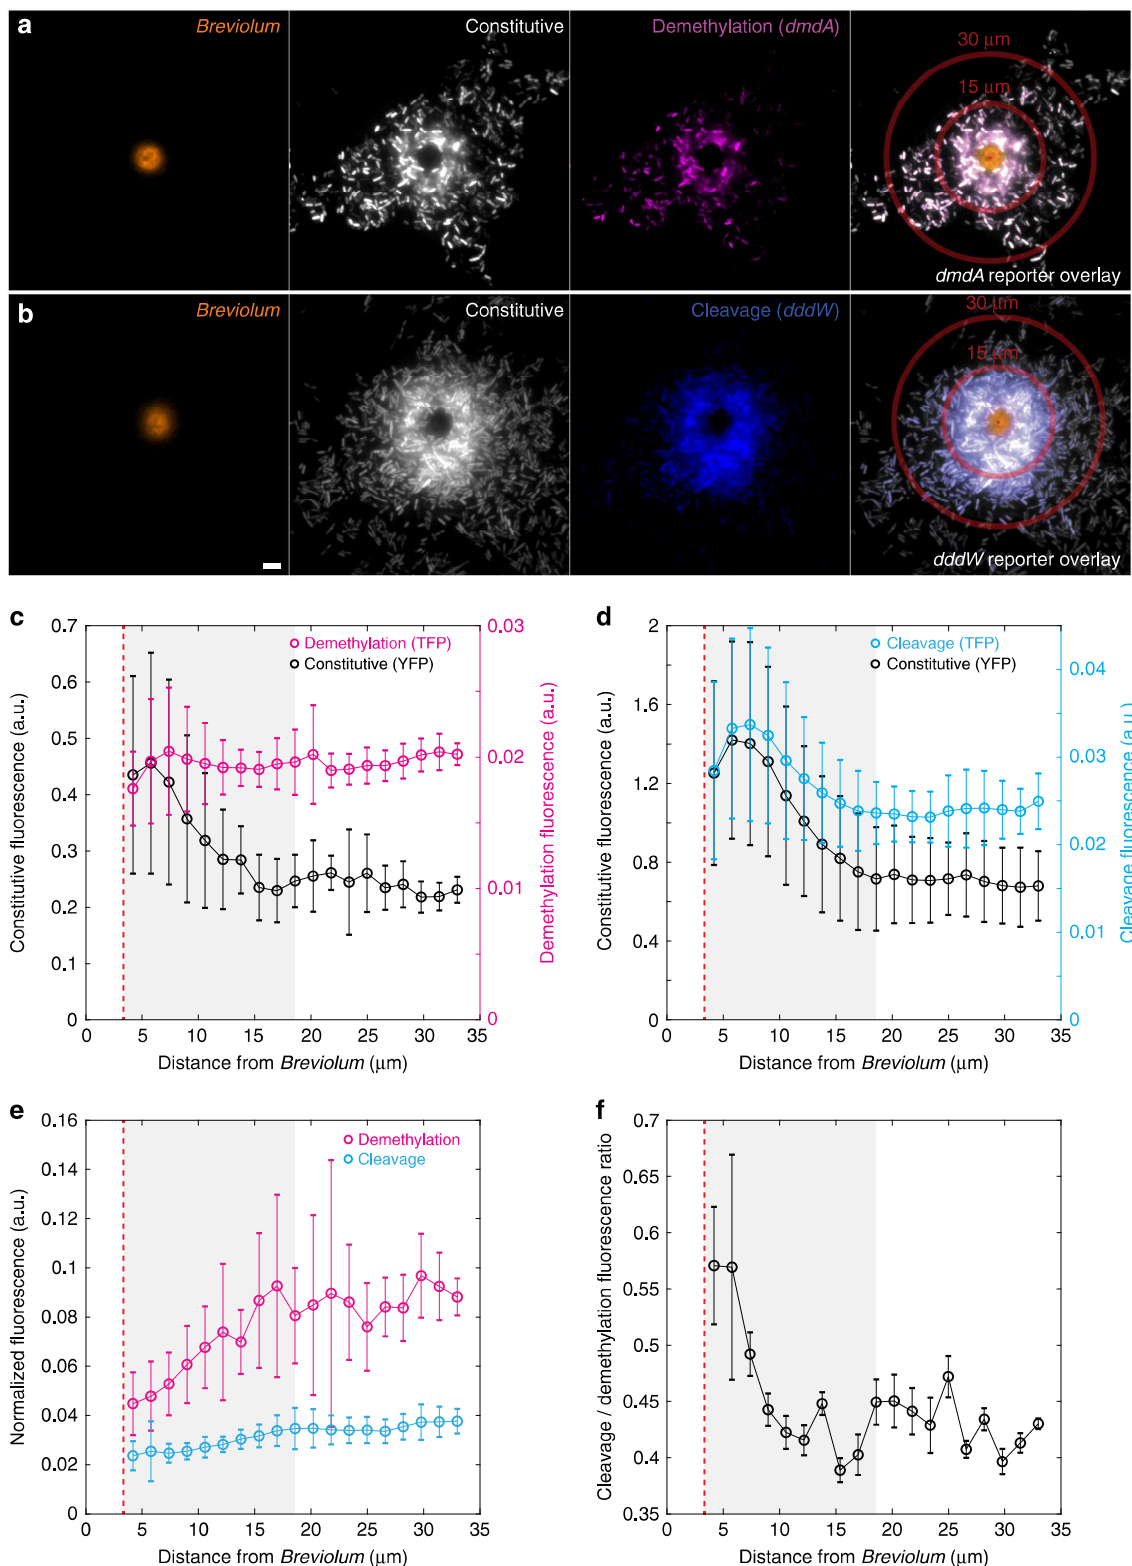 a
Breviolum
Constitutive
Demethylation (dmdA)
30 μm
15 μm
dmdA reporter overlay
b
Breviolum
Constitutive
Cleavage (dddW)
30 μm
15 μm
dddW reporter overlay
c
Demethylation (TFP)
Constitutive (YFP)
Constitutive fluorescence (a.u.)
0.7
0.6
0.5
0.4
0.3
0.2
0.1
0
Demethylation fluorescence (a.u.)
0.03
0.02
0.01
0
0 5 10 15 20 25 30 35
Distance from Breviolum (μm)
d
Cleavage (TFP)
Constitutive (YFP)
Constitutive fluorescence (a.u.)
2
1.6
1.2
0.8
0.4
0
Cleavage fluorescence (a.u.)
0.04
0.03
0.02
0.01
0
0 5 10 15 20 25 30 35
Distance from Breviolum (μm)
e
Demethylation
Cleavage
Normalized fluorescence (a.u.)
0.16
0.14
0.12
0.1
0.08
0.06
0.04
0.02
0
0 5 10 15 20 25 30 35
Distance from Breviolum (μm)
f
Cleavage / demethylation fluorescence ratio
0.7
0.65
0.6
0.55
0.5
0.45
0.4
0.35
0 5 10 15 20 25 30 35
Distance from Breviolum (μm)